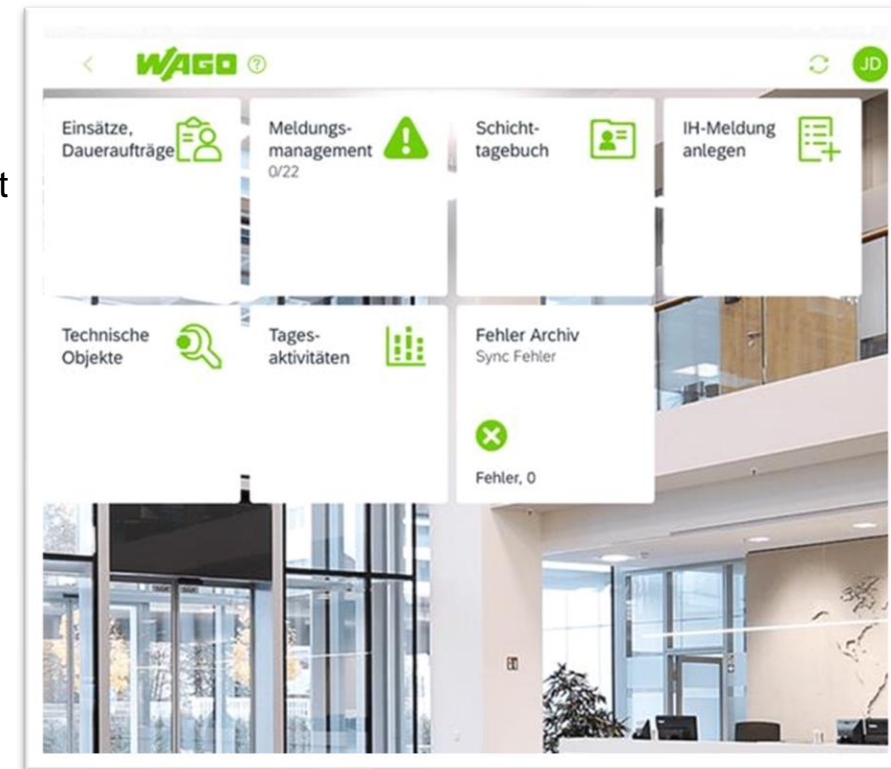 t
WAGO ?
JD
Einsätze,
Daueraufträge
Meldungs-
management
0/22
Schicht-
tagebuch
IH-Meldung
anlegen
Technische
Objekte
Tages-
aktivitäten
Fehler Archiv
Sync Fehler
Fehler, 0